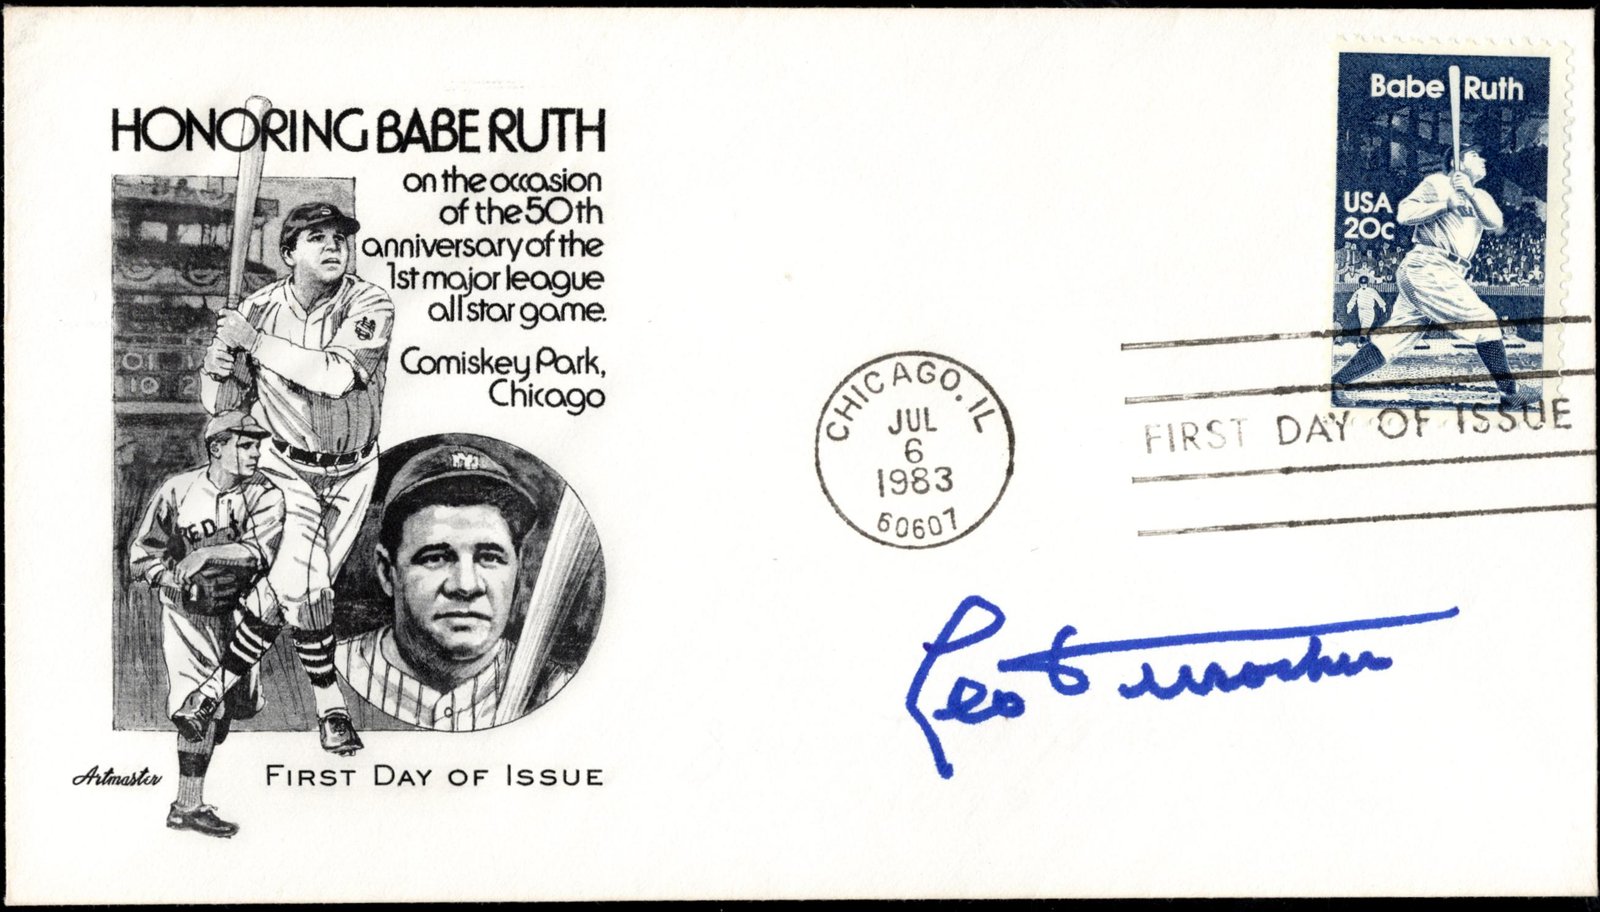 HONORING BABE RUTH
on the occasion
of the 50th
anniversary of the
1st major league
all star game.
Comiskey Park,
Chicago
RED S
Artmaster
FIRST DAY OF ISSUE
CHICAGO, IL
JUL
6
1983
60607
Babe Ruth
USA
20c
FIRST DAY OF ISSUE
Leo Durocher